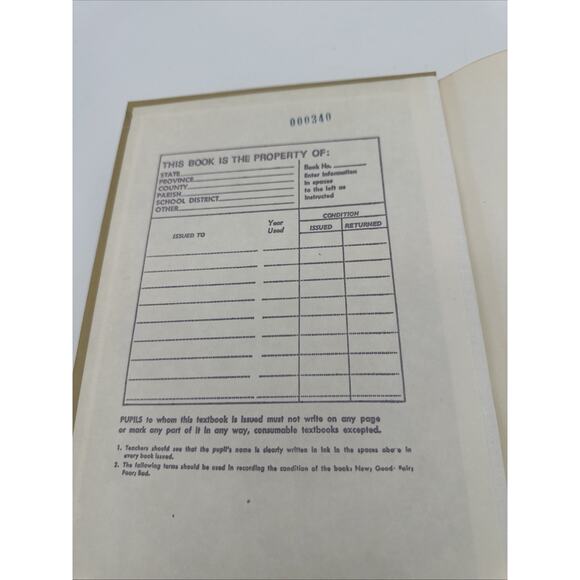 000340
THIS BOOK IS THE PROPERTY OF:
STATE
PROVINCE
COUNTY
PARISH
SCHOOL DISTRICT
OTHER
Book No.
Enter information
in spaces
to the left as
instructed
ISSUED TO
Year
Used
CONDITION
ISSUED
RETURNED
PUPILS to whom this textbook is issued must not write on any page
or mark any part of it in any way, consumable textbooks excepted.
1. Teachers should see that the pupil's name is clearly written in ink in the spaces above in
every book issued.
2. The following terms should be used in recording the condition of the book: New; Good; Fair;
Poor; Bad.